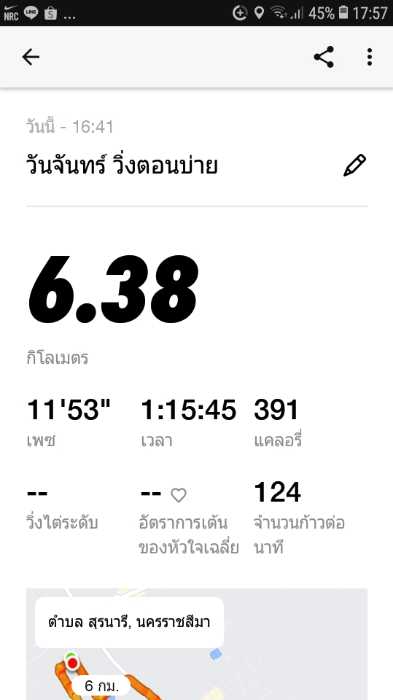 NRC LINE S ... 45% 17:57
วันนี้ - 16:41
วันจันทร์ วิ่งตอนบ่าย
6.38
กิโลเมตร
11'53" 1:15:45 391
เพซ เวลา แคลอรี่
-- -- 124
วิ่งไต่ระดับ อัตราการเต้น จำนวนก้าวต่อ
ของหัวใจเฉลี่ย นาที
ตำบล สุรนารี, นครราชสีมา
6 กม.